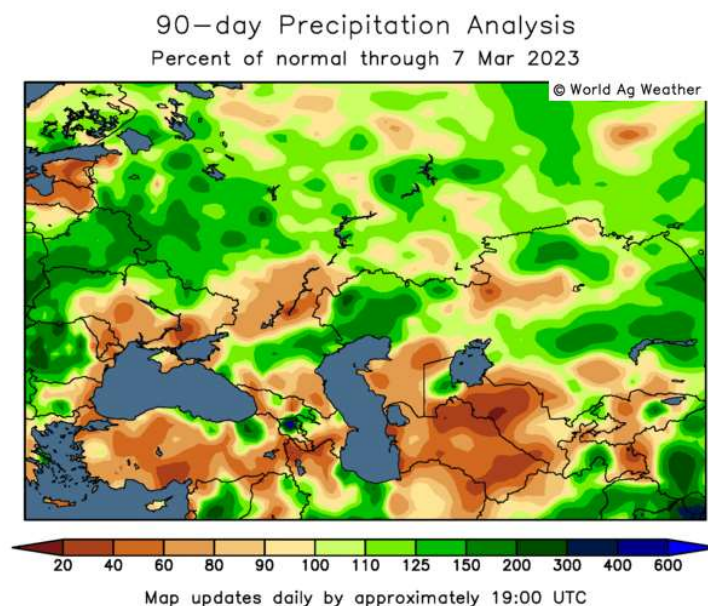 90-day Precipitation Analysis
Percent of normal through 7 Mar 2023
© World Ag Weather
20 40 60 80 90 100 110 125 150 200 300 400 600
Map updates daily by approximately 19:00 UTC